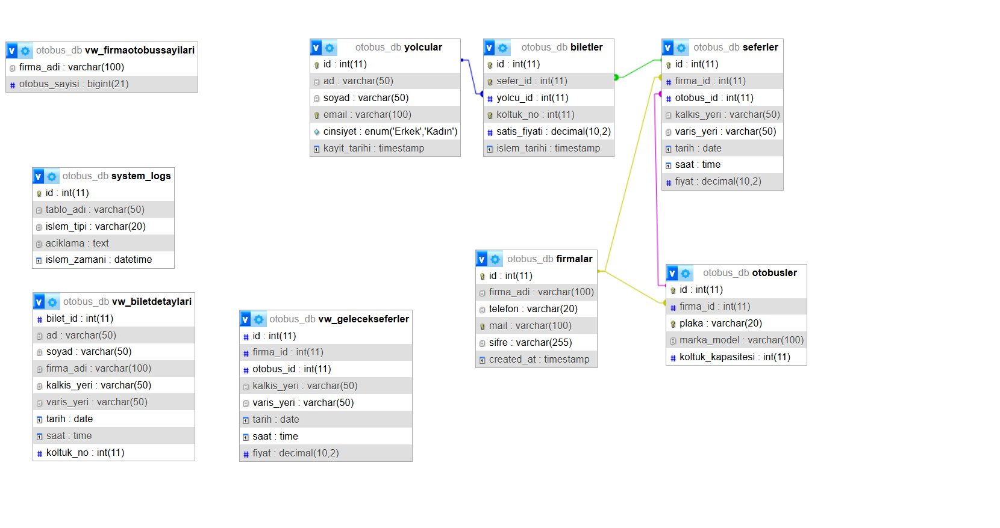 otobus_db vw_firmaotobussayilari
firma_adi : varchar(100)
otobus_sayisi : bigint(21)
otobus_db yolcular
id : int(11)
ad : varchar(50)
soyad : varchar(50)
email : varchar(100)
cinsiyet : enum('Erkek','Kadın')
kayit_tarihi : timestamp
otobus_db biletler
id : int(11)
sefer_id : int(11)
yolcu_id : int(11)
koltuk_no : int(11)
satis_fiyati : decimal(10,2)
islem_tarihi : timestamp
otobus_db seferler
id : int(11)
firma_id : int(11)
otobus_id : int(11)
kalkis_yeri : varchar(50)
varis_yeri : varchar(50)
tarih : date
saat : time
fiyat : decimal(10,2)
otobus_db system_logs
id : int(11)
tablo_adi : varchar(50)
islem_tipi : varchar(20)
aciklama : text
islem_zamani : datetime
otobus_db firmalar
id : int(11)
firma_adi : varchar(100)
telefon : varchar(20)
mail : varchar(100)
sifre : varchar(255)
created_at : timestamp
otobus_db otobusler
id : int(11)
firma_id : int(11)
plaka : varchar(20)
marka_model : varchar(100)
koltuk_kapasitesi : int(11)
otobus_db vw_biletdetaylari
bilet_id : int(11)
ad : varchar(50)
soyad : varchar(50)
firma_adi : varchar(100)
kalkis_yeri : varchar(50)
varis_yeri : varchar(50)
tarih : date
saat : time
koltuk_no : int(11)
otobus_db vw_gelecekseferler
id : int(11)
firma_id : int(11)
otobus_id : int(11)
kalkis_yeri : varchar(50)
varis_yeri : varchar(50)
tarih : date
saat : time
fiyat : decimal(10,2)